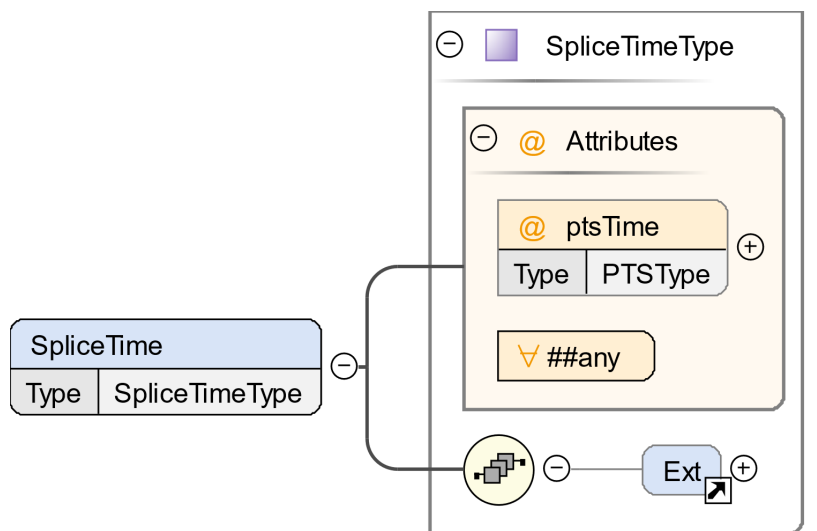 SpliceTimeType
@ Attributes
@ ptsTime
Type PTSType
∀ ##any
SpliceTime
Type SpliceTimeType
Ext